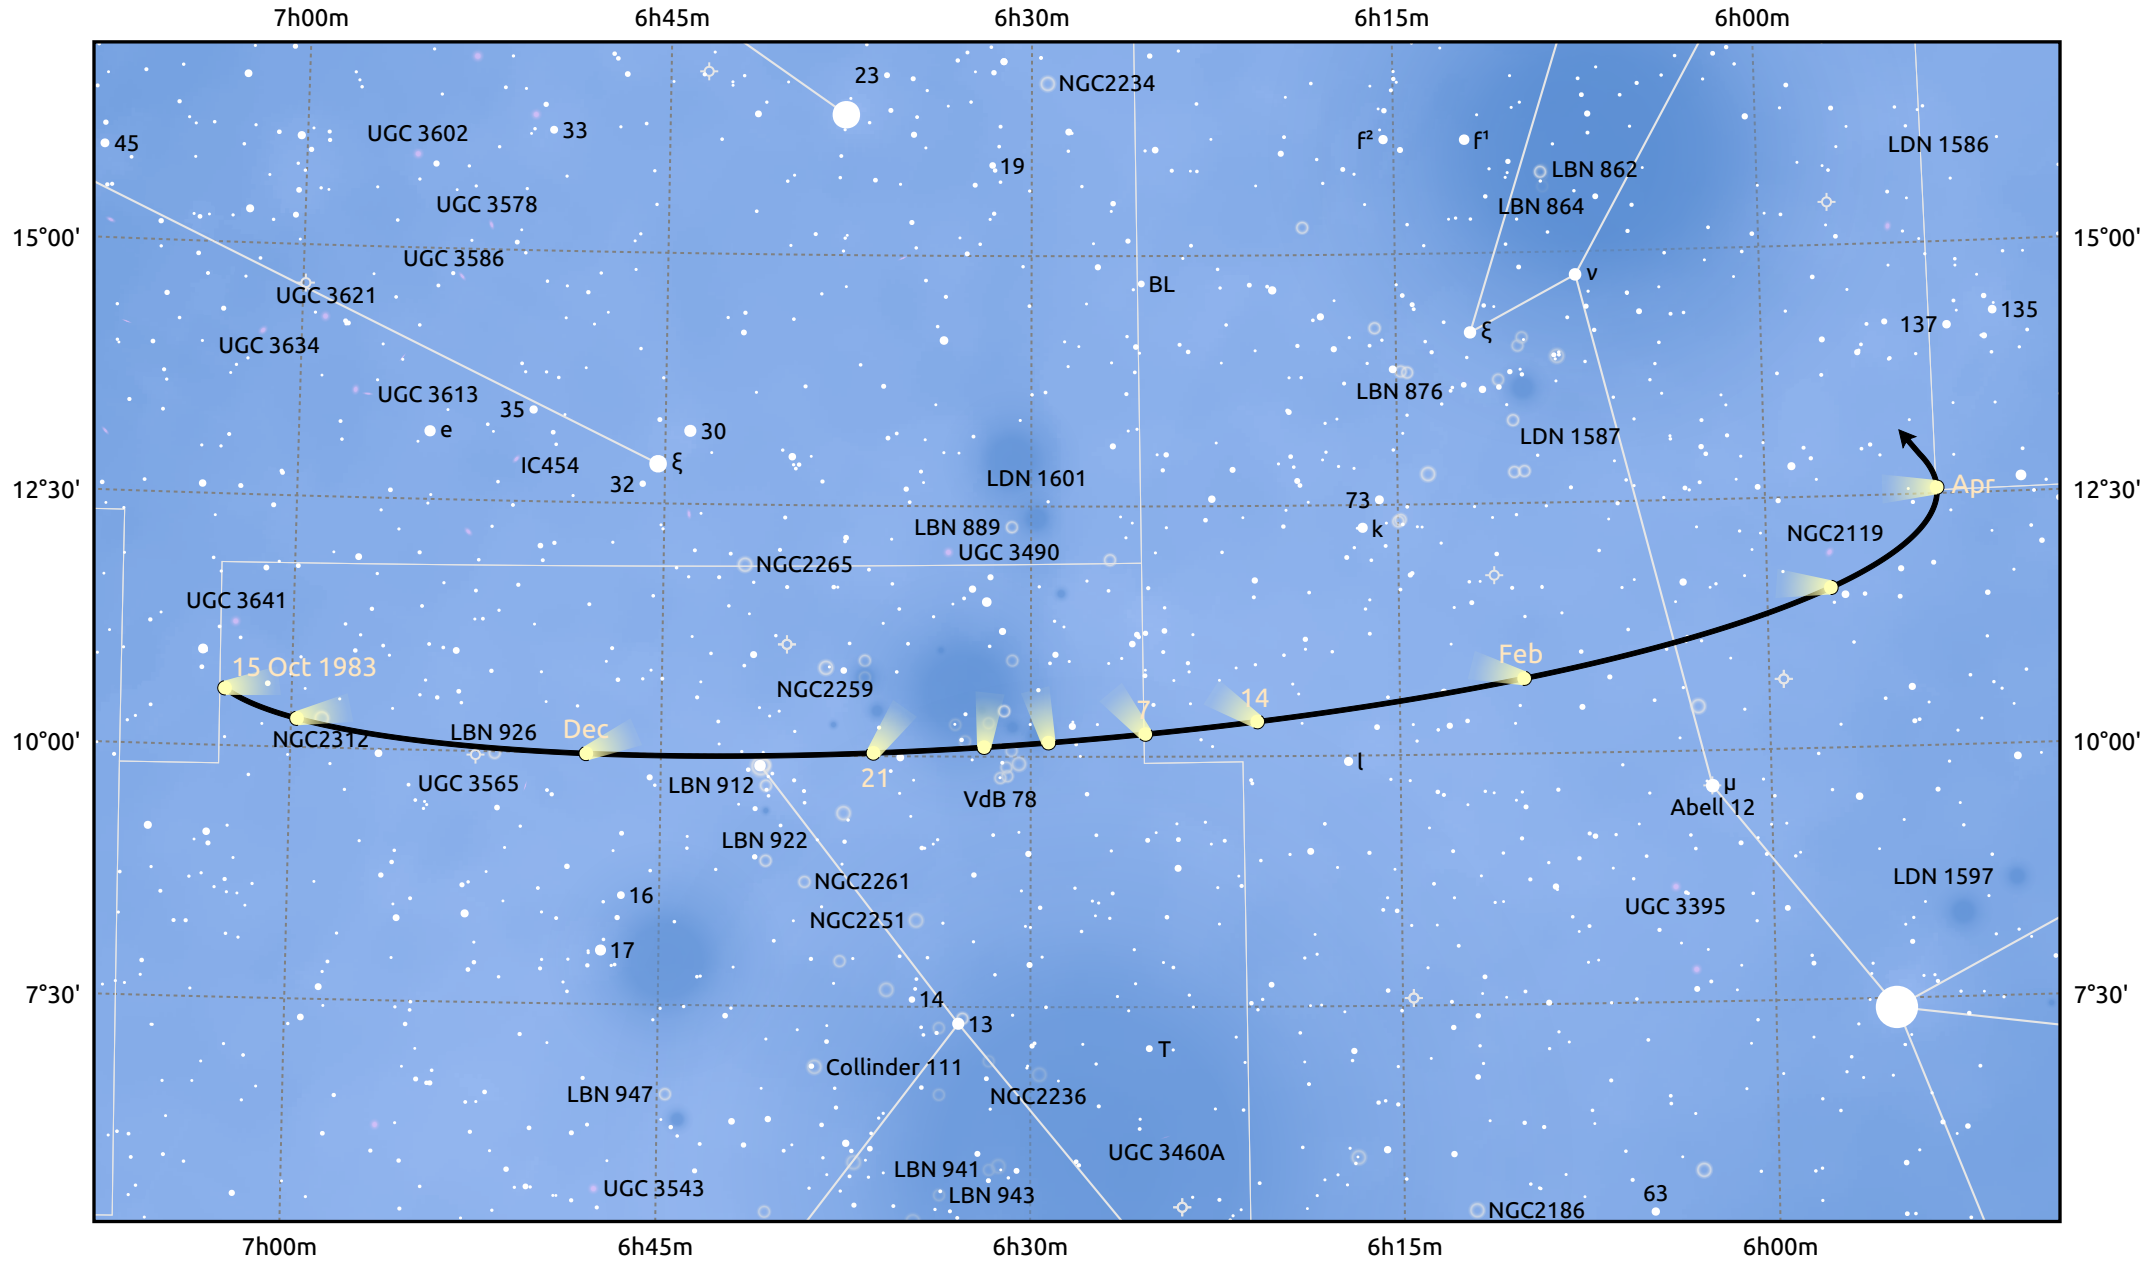 7h00m 6h45m 6h30m 6h15m 6h00m
23
NGC2234
45
UGC 3602
33
f²
f¹
LDN 1586
19
LBN 862
UGC 3578
LBN 864
15°00'
15°00'
UGC 3586
ν
BL
UGC 3621
135
137
ξ
UGC 3634
UGC 3613
LBN 876
35
e
30
LDN 1587
IC454
ξ
LDN 1601
32
12°30'
Apr
12°30'
73
LBN 889
k
NGC2119
UGC 3490
NGC2265
UGC 3641
15 Oct 1983
Feb
NGC2259
14
7
Dec
LBN 926
NGC2312
10°00'
10°00'
l
21
UGC 3565
LBN 912
μ
VdB 78
Abell 12
LBN 922
NGC2261
LDN 1597
16
UGC 3395
NGC2251
17
7°30'
7°30'
14
13
T
Collinder 111
LBN 947
NGC2236
UGC 3460A
LBN 941
UGC 3543
LBN 943
63
NGC2186
7h00m 6h45m 6h30m 6h15m 6h00m